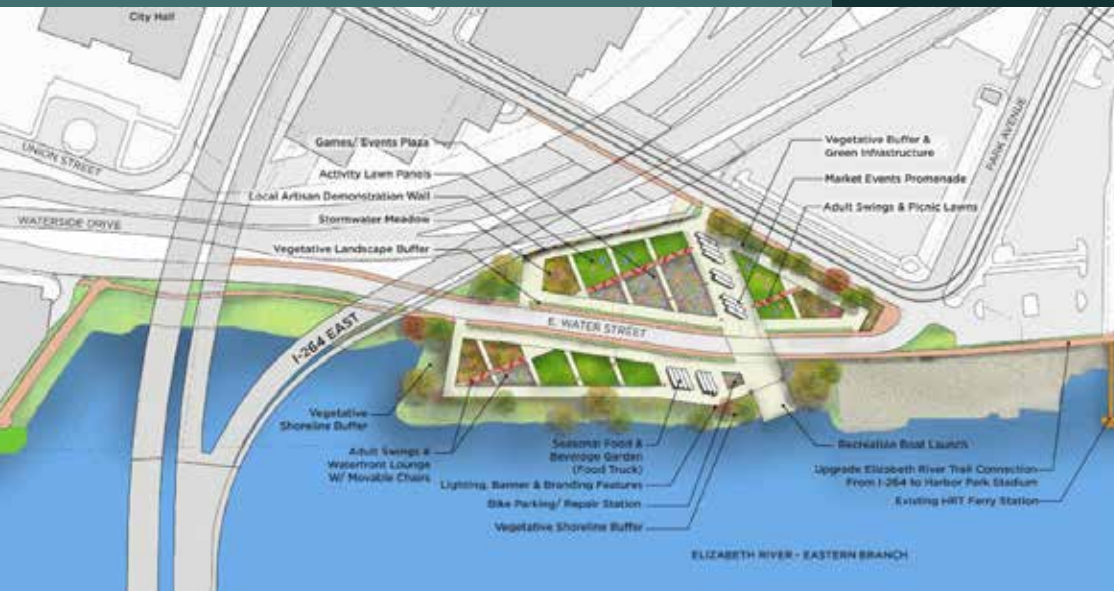 City Hall
UNION STREET
WATERSIDE DRIVE
Games/ Events Plaza
Activity Lawn Panels
Local Artisan Demonstration Wall
Stormwater Meadow
Vegetative Landscape Buffer
Vegetative Buffer &
Green Infrastructure
Market Events Promenade
Adult Swings & Picnic Lawns
PARK AVENUE
I-264 EAST
E. WATER STREET
Vegetative
Shoreline Buffer
Adult Swings &
Waterfront Lounge
W/ Movable Chairs
Seasonal Food &
Beverage Garden
(Food Truck)
Lighting, Banner & Branding Features
Bike Parking/ Repair Station
Vegetative Shoreline Buffer
Recreation Boat Launch
Upgrade Elizabeth River Trail Connection
From I-264 to Harbor Park Stadium
Existing HRT Ferry Station
ELIZABETH RIVER - EASTERN BRANCH